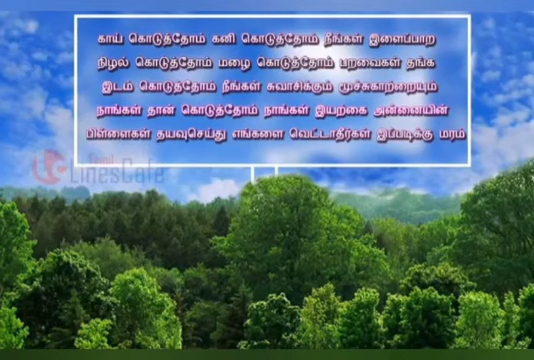 காய் கொடுத்தோம் கனி கொடுத்தோம் நீங்கள் இளைப்பாற
நிழல் கொடுத்தோம் மழை கொடுத்தோம் பறவைகள் தங்க
இடம் கொடுத்தோம் நீங்கள் சுவாசிக்கும் மூச்சுகாற்றையும்
நாங்கள் தான் கொடுத்தோம் நாங்கள் இயற்கை அன்னையின்
பிள்ளைகள் தயவுசெய்து எங்களை வெட்டாதீர்கள் இப்படிக்கு மரம்
LinesCafe